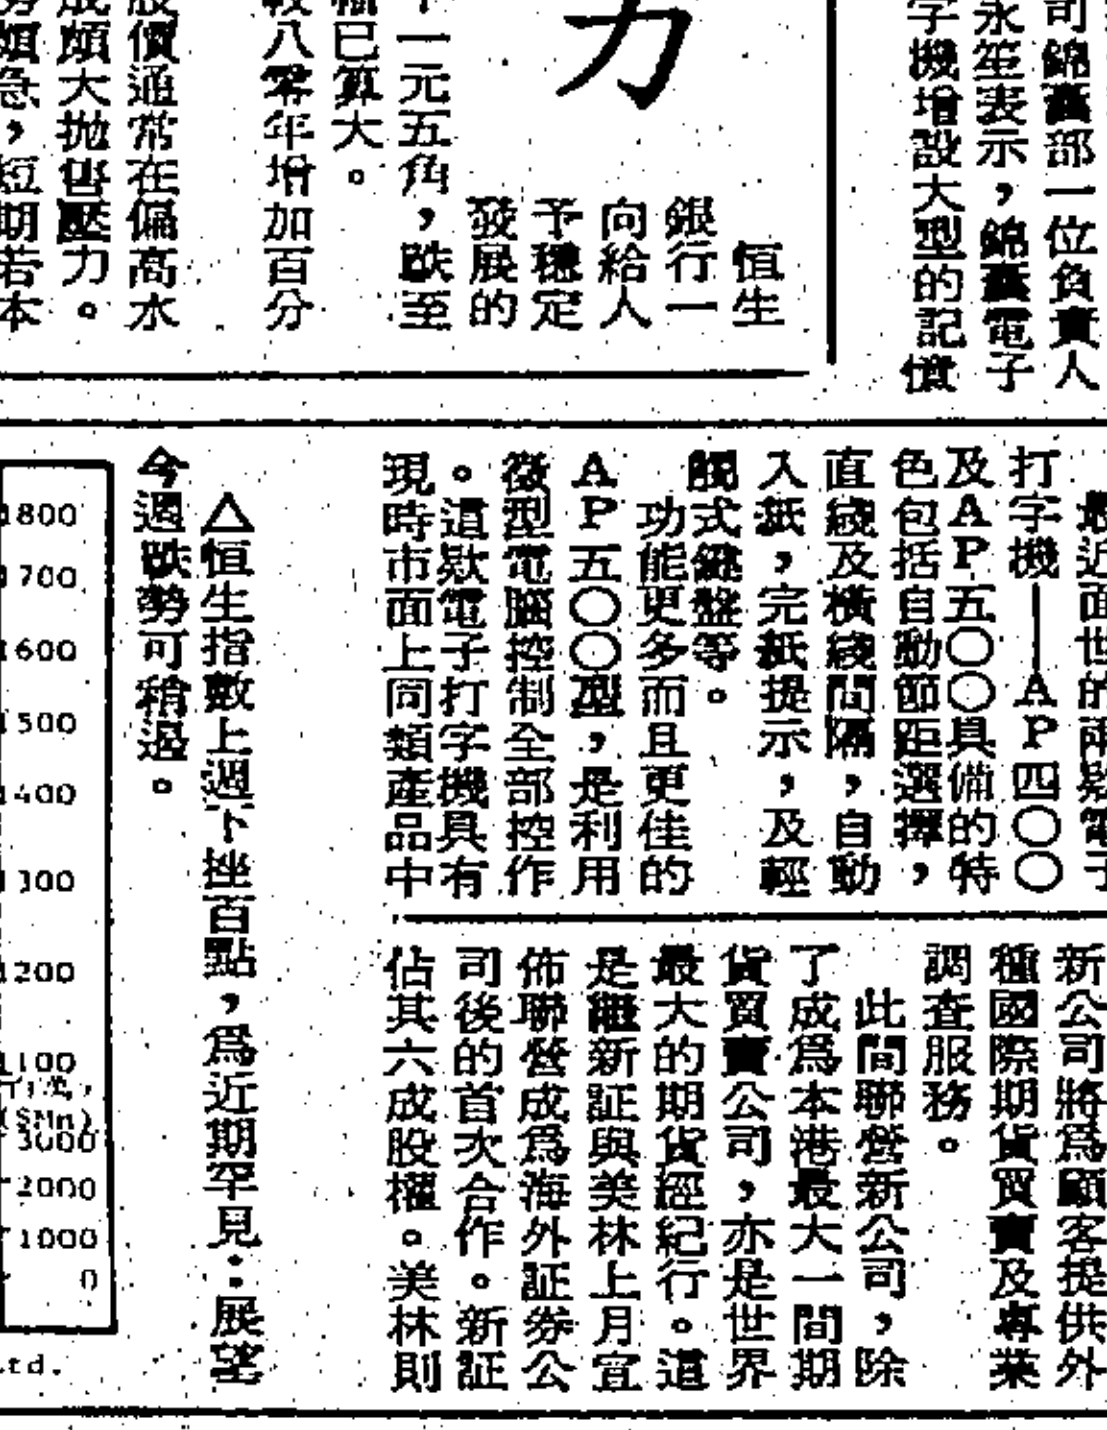 司錦囊部一位負責人
永笙表示，錦囊電子
字機增設大型的記憶
力
恒生
銀行一
向給人
予穩定
發展的
一元五角，跌至
幅已算大。
較八零年增加百分
股價通常在偏高水
成頗大拋售壓力。
頗急，短期若本
最近面世的兩款電子
打字機——AP四〇〇
及AP五〇〇具備的特
色包括自動節距選擇，
直綫及橫綫間隔，自動
入紙，完紙提示，及輕
觸式鍵盤等。
功能更多而且更佳的
AP五〇〇型，是利用
微型電腦控制全部控作
。這款電子打字機具有
現時市面上同類產品中
新公司將為顧客提供外
種國際期貨買賣及專業
調查服務。
此間聯營新公司，除
了成為本港最大一間期
貨買賣公司，亦是世界
最大的期貨經紀行。這
是繼新証與美林上月宣
佈聯營成為海外証券公
司後的首次合作。新証
佔其六成股權。美林則
△恒生指數上週下挫百點，爲近期罕見：展望
今週跌勢可稍遏。
1800
1700
1600
1500
1400
1300
1200
1100
($Mn)
3000
2000
1000
0
td.